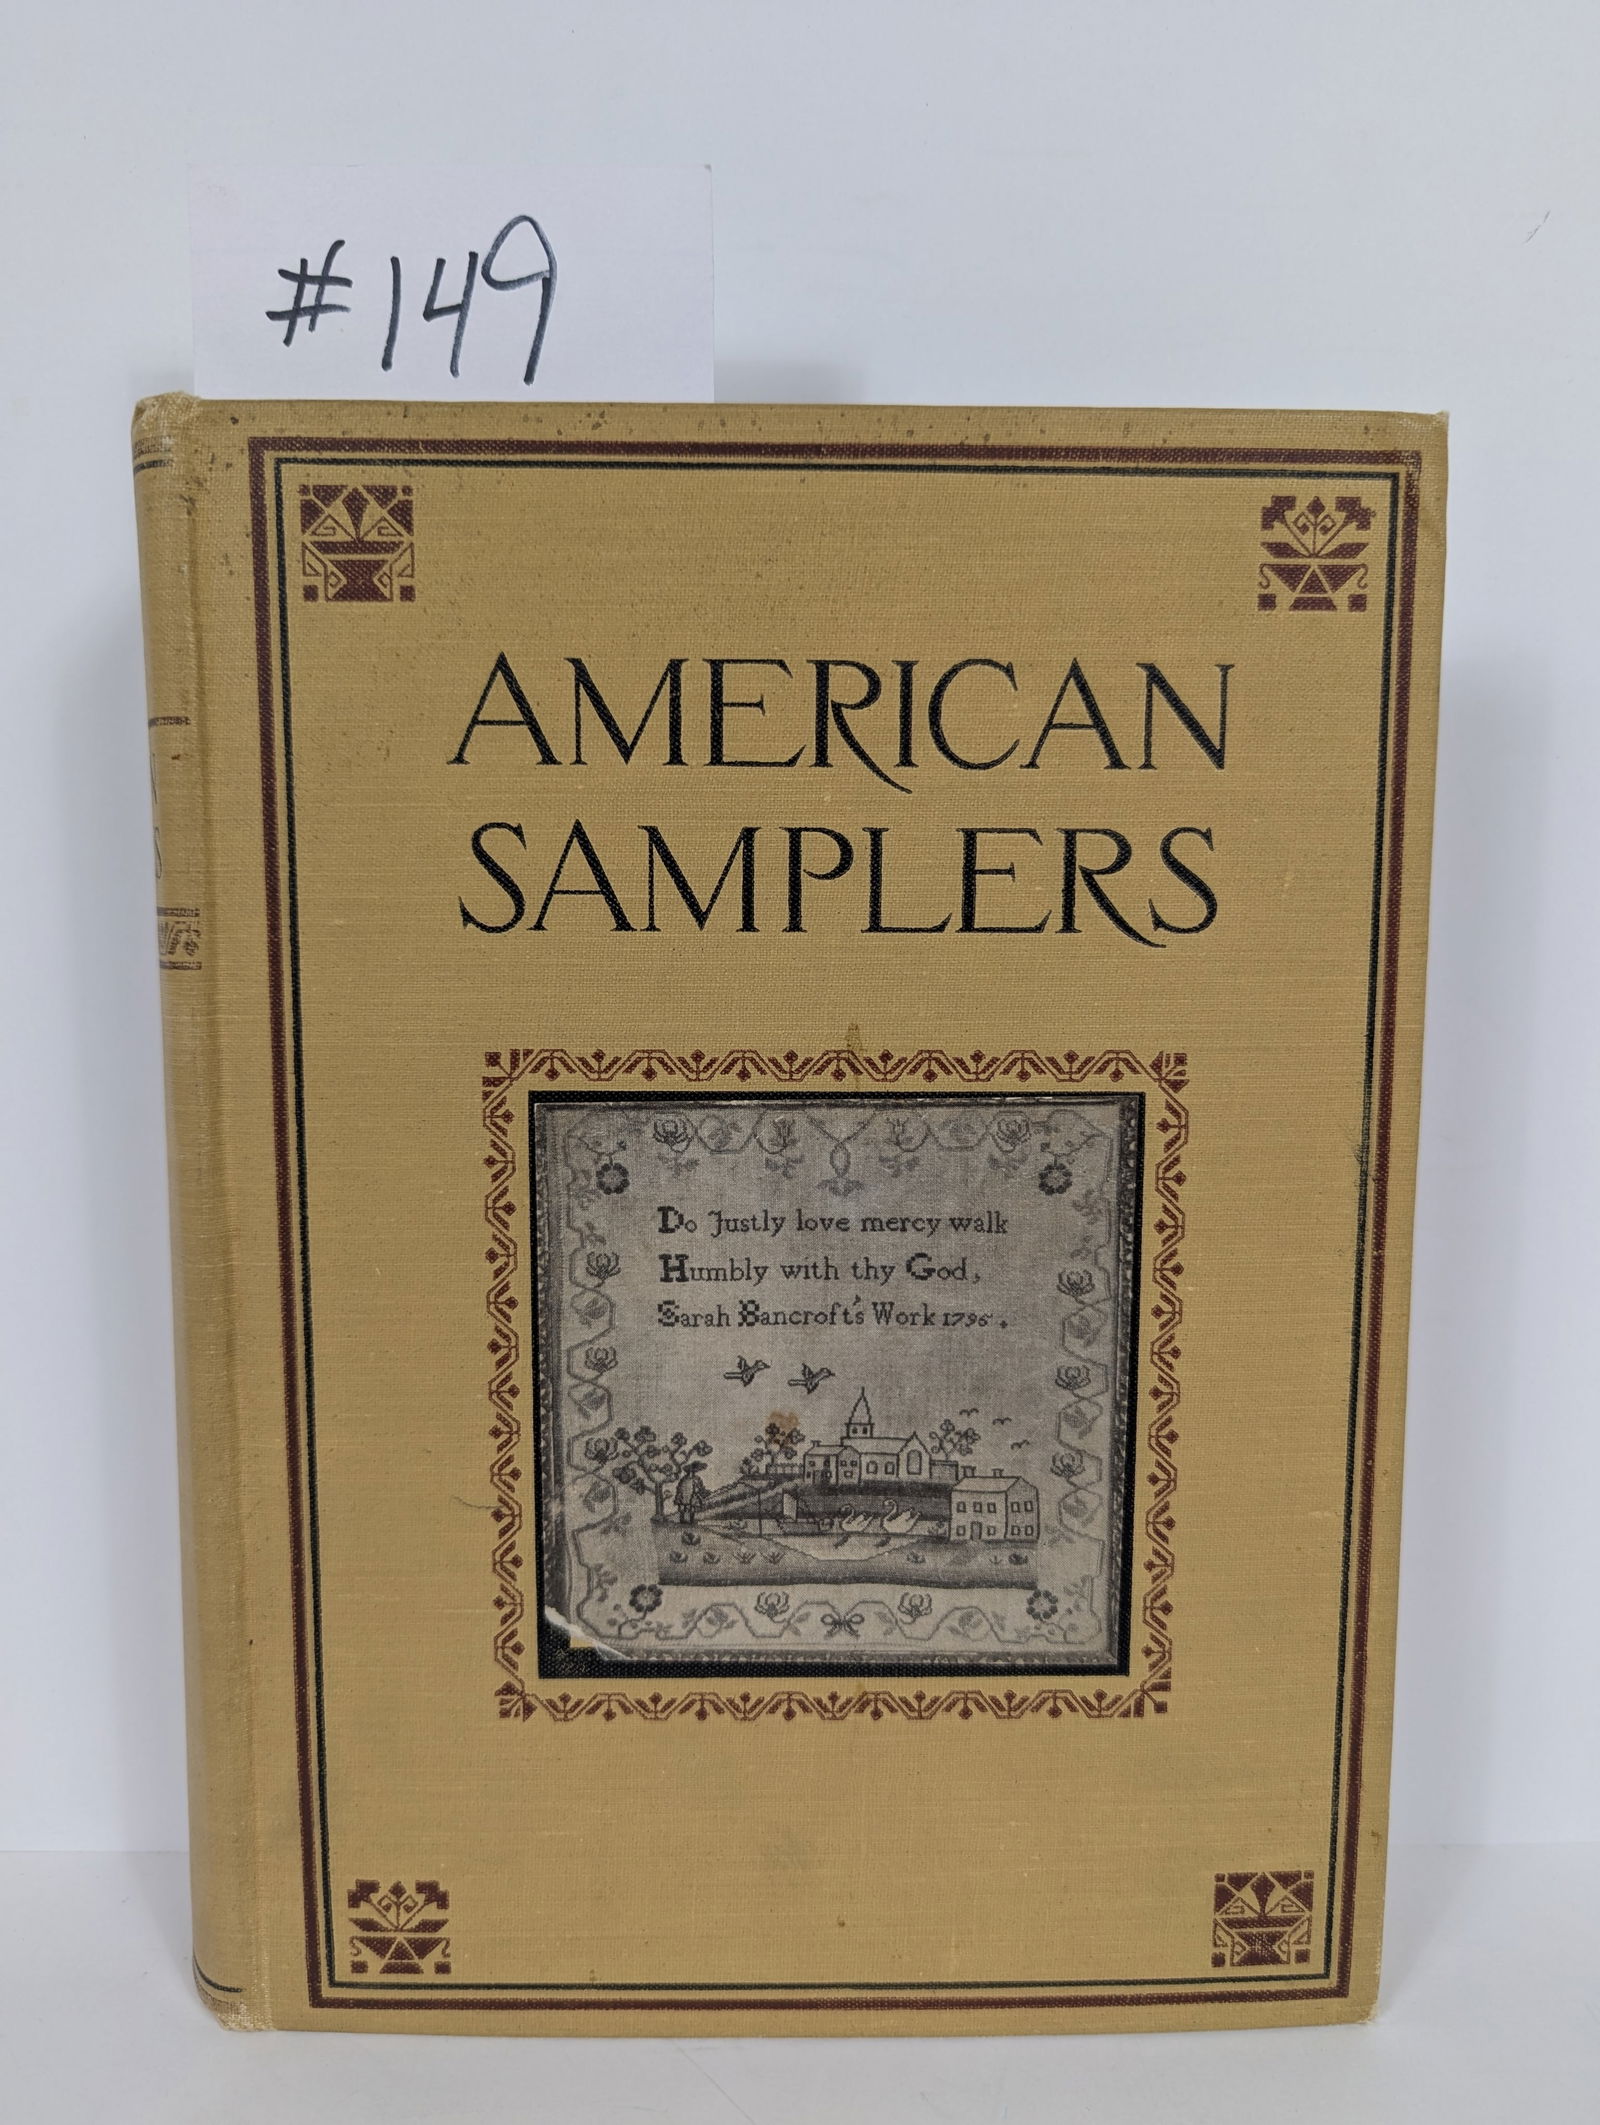 #149
AMERICAN
SAMPLERS
Do Justly love mercy walk
Humbly with thy God,
Sarah Bancroft's Work 1796.